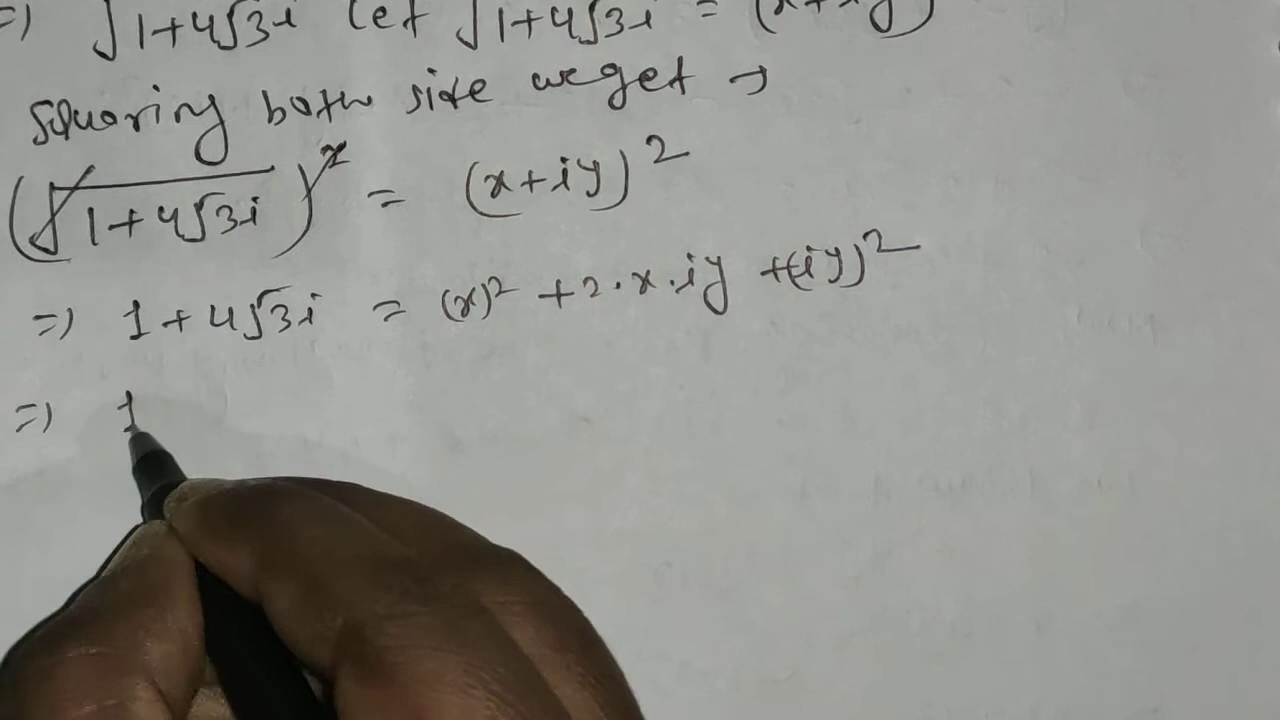 =) √1+4√3i let √1+4√3i = (x+iy)
Squaring both side we get →
(√1+4√3i)² = (x+iy)²
=) 1+4√3i = (x)² +2.x.iy +(iy)²
=) 1